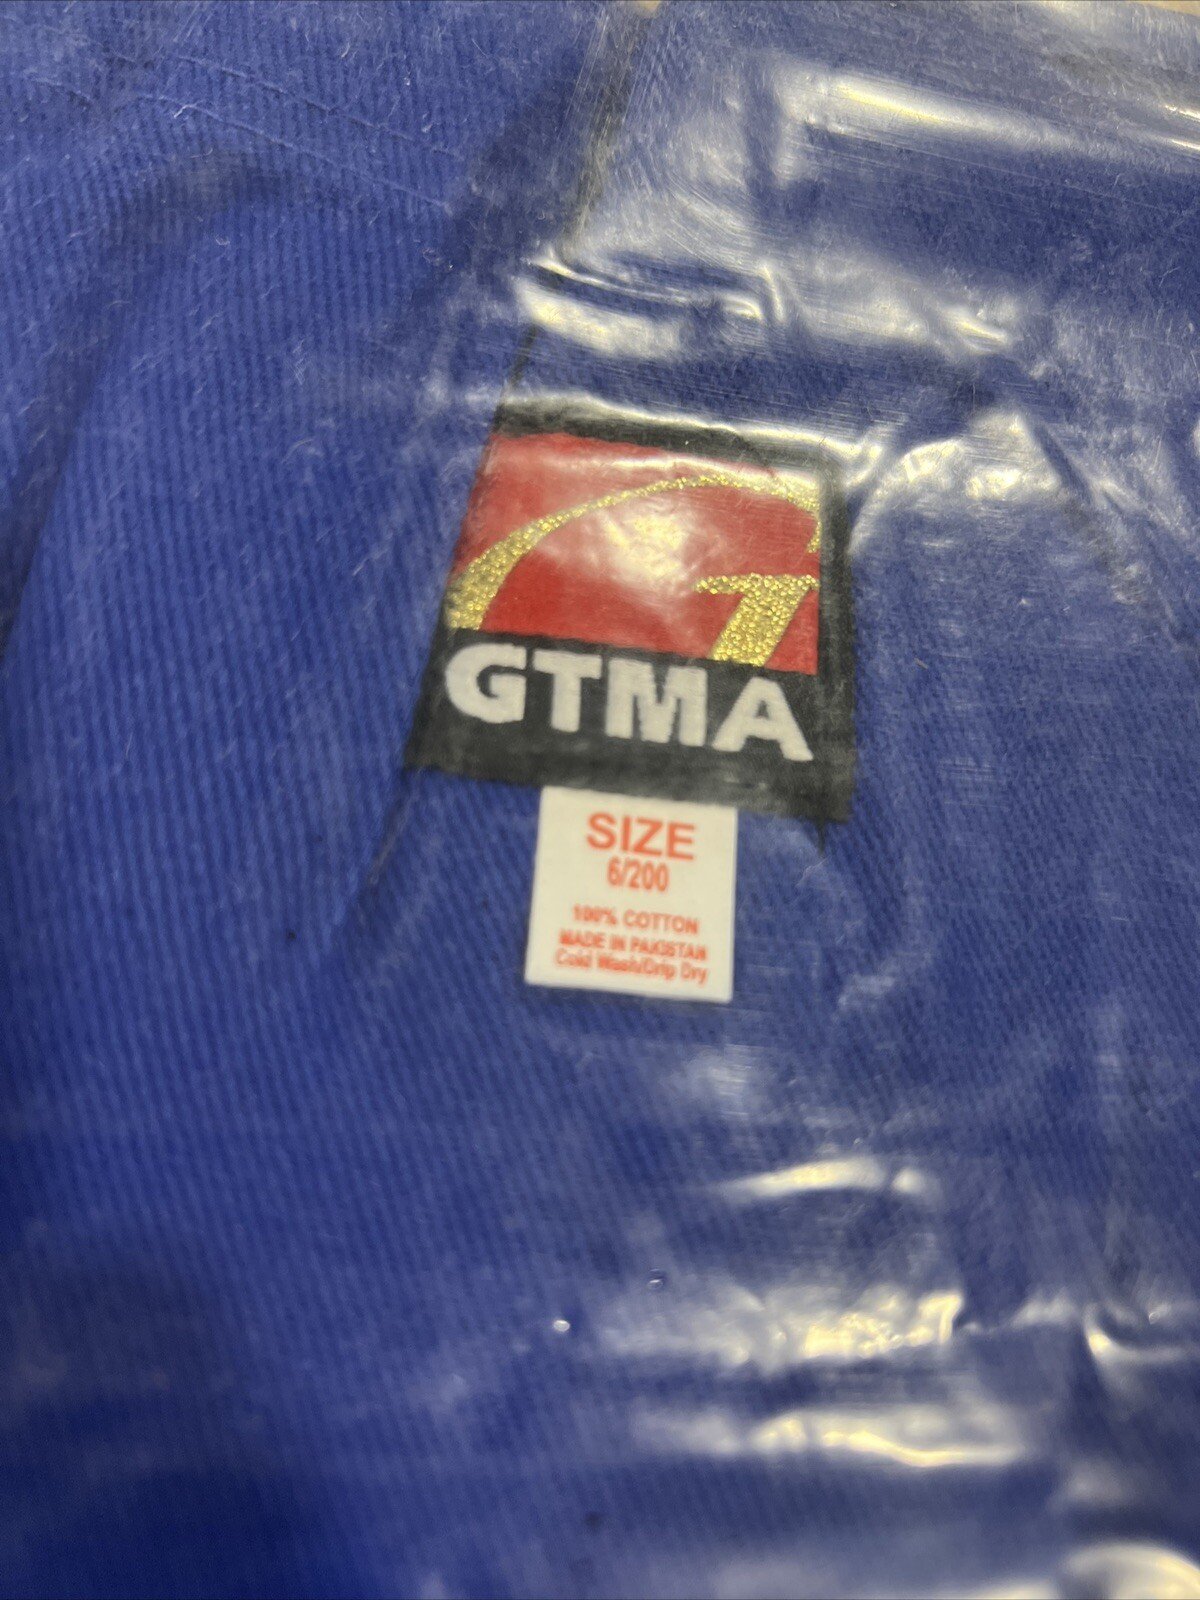 GTMA
SIZE
6/200
100% COTTON
MADE IN PAKISTAN
Cold Wash/Drip Dry